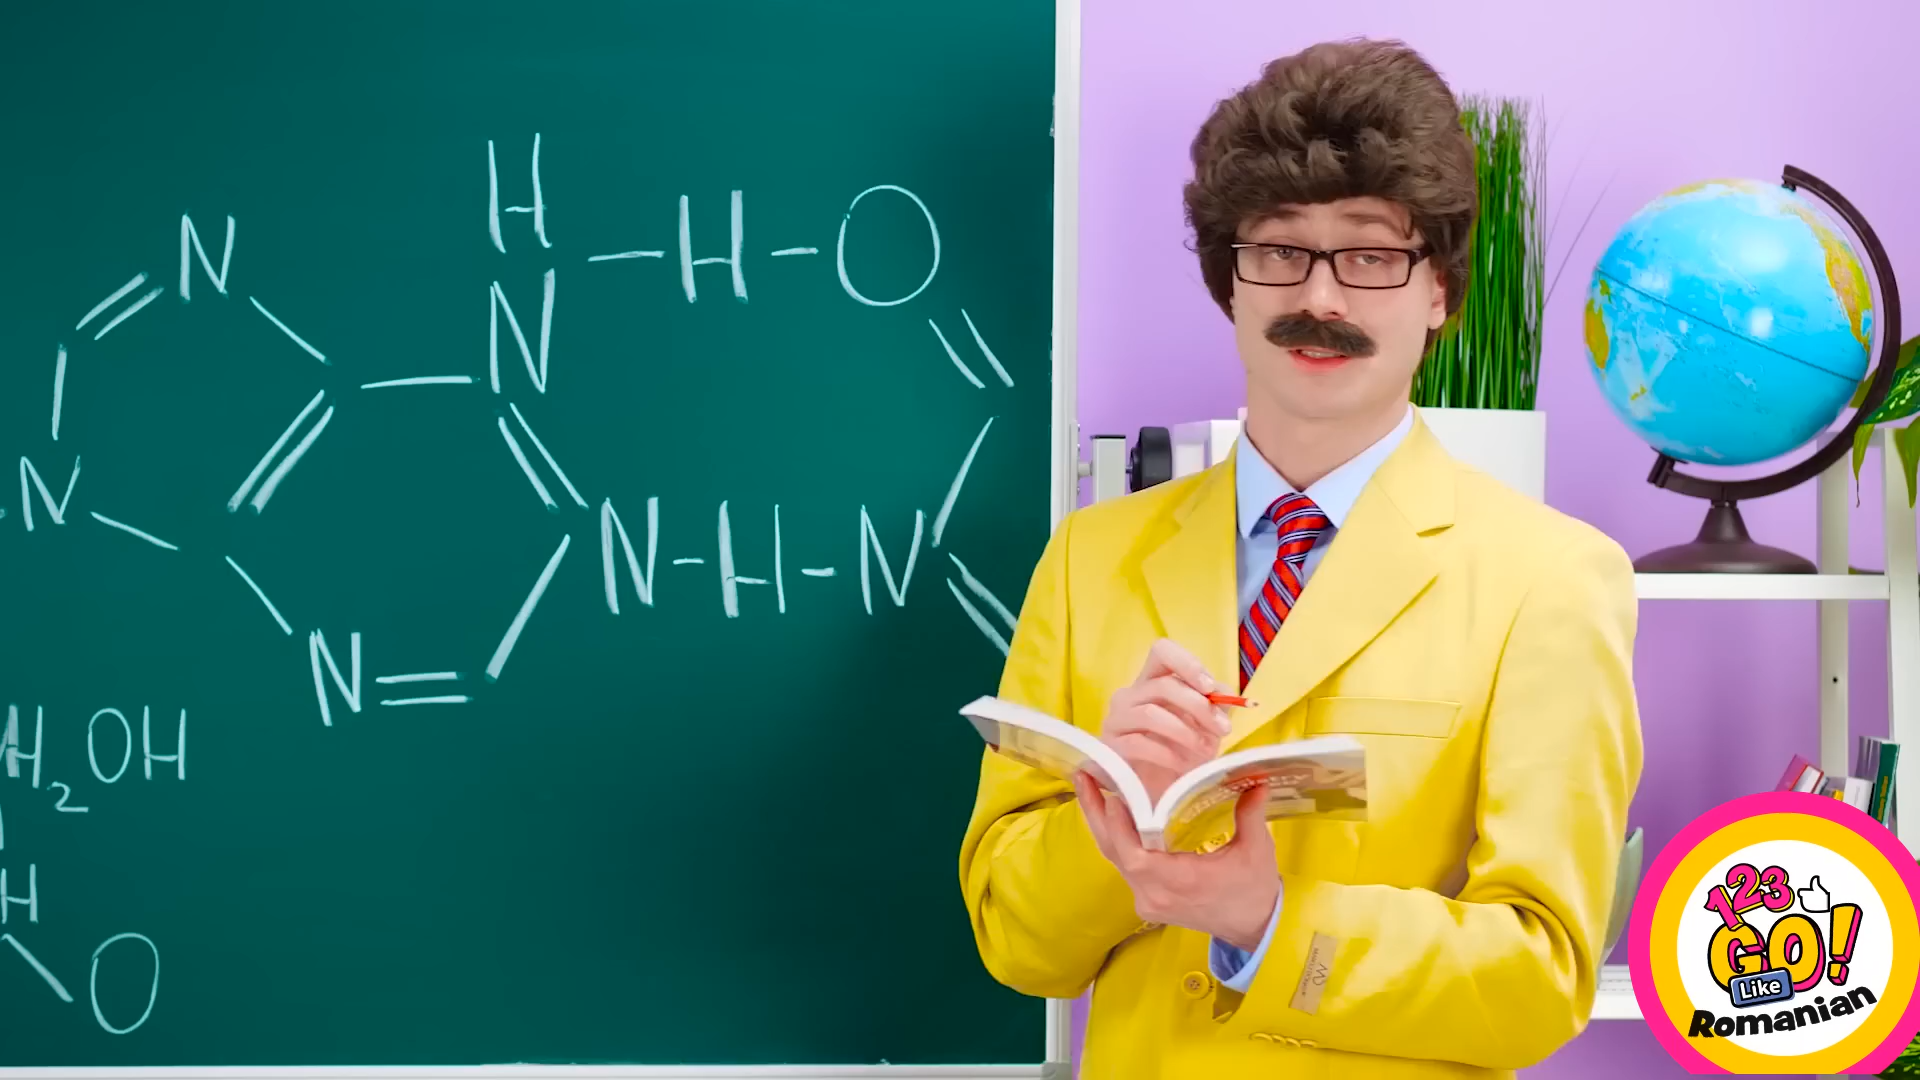 N
H
N — H – O
N
N – H – N
N
H2OH
H
O
123
GO!
Like
Romanian